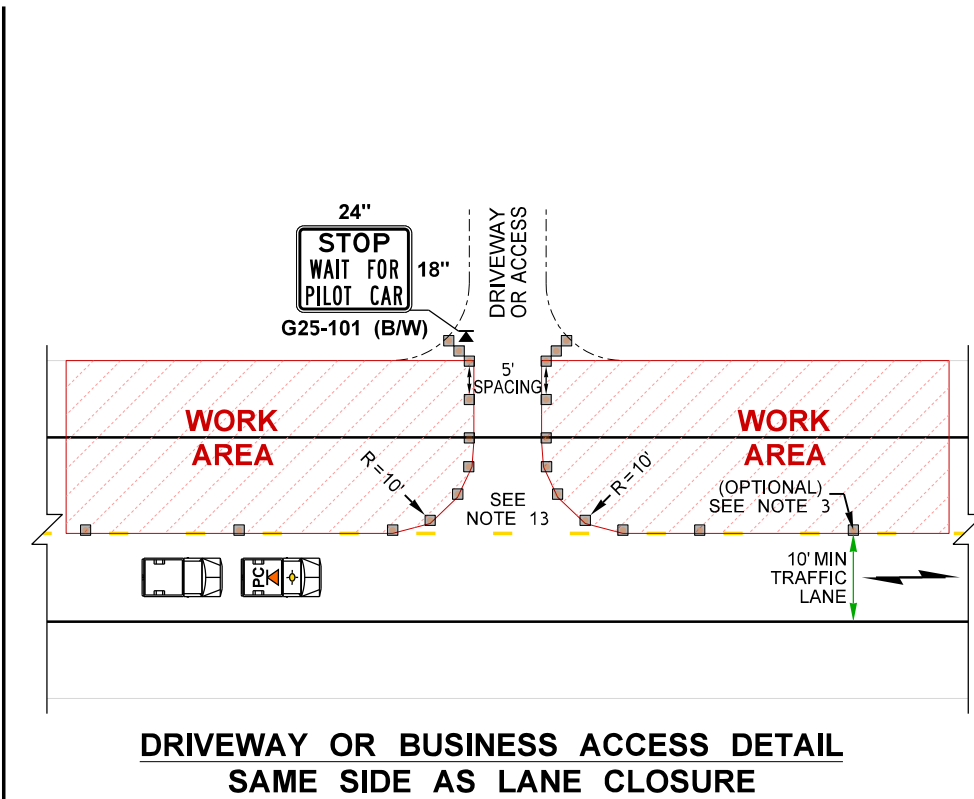 24"
STOP
WAIT FOR
PILOT CAR
18"
G25-101 (B/W)
DRIVEWAY
OR ACCESS
5'
SPACING
WORK
AREA
WORK
AREA
R=10'
R=10'
SEE
NOTE 13
(OPTIONAL)
SEE NOTE 3
10' MIN
TRAFFIC
LANE
PC
DRIVEWAY OR BUSINESS ACCESS DETAIL
SAME SIDE AS LANE CLOSURE